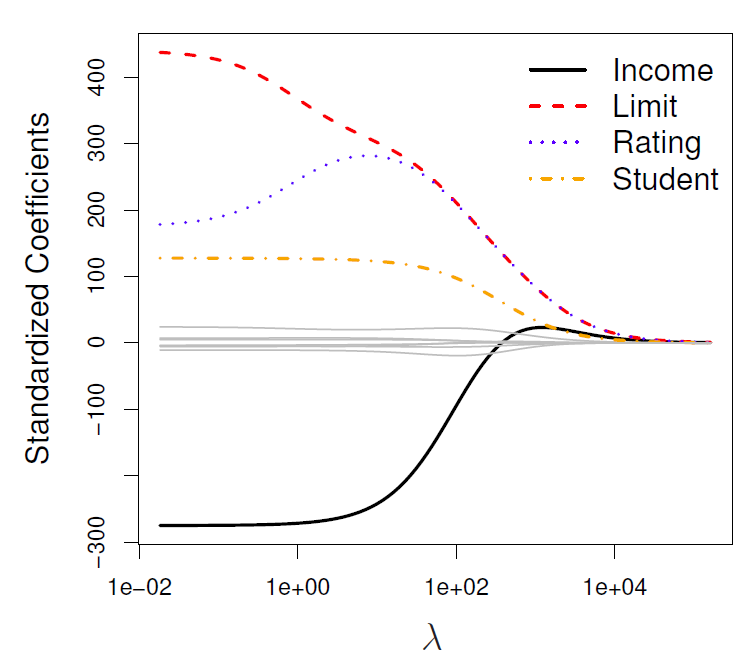 Standardized Coefficients
400
300
200
100
0
−100
−300
Income
Limit
Rating
Student
1e−02 1e+00 1e+02 1e+04
λ